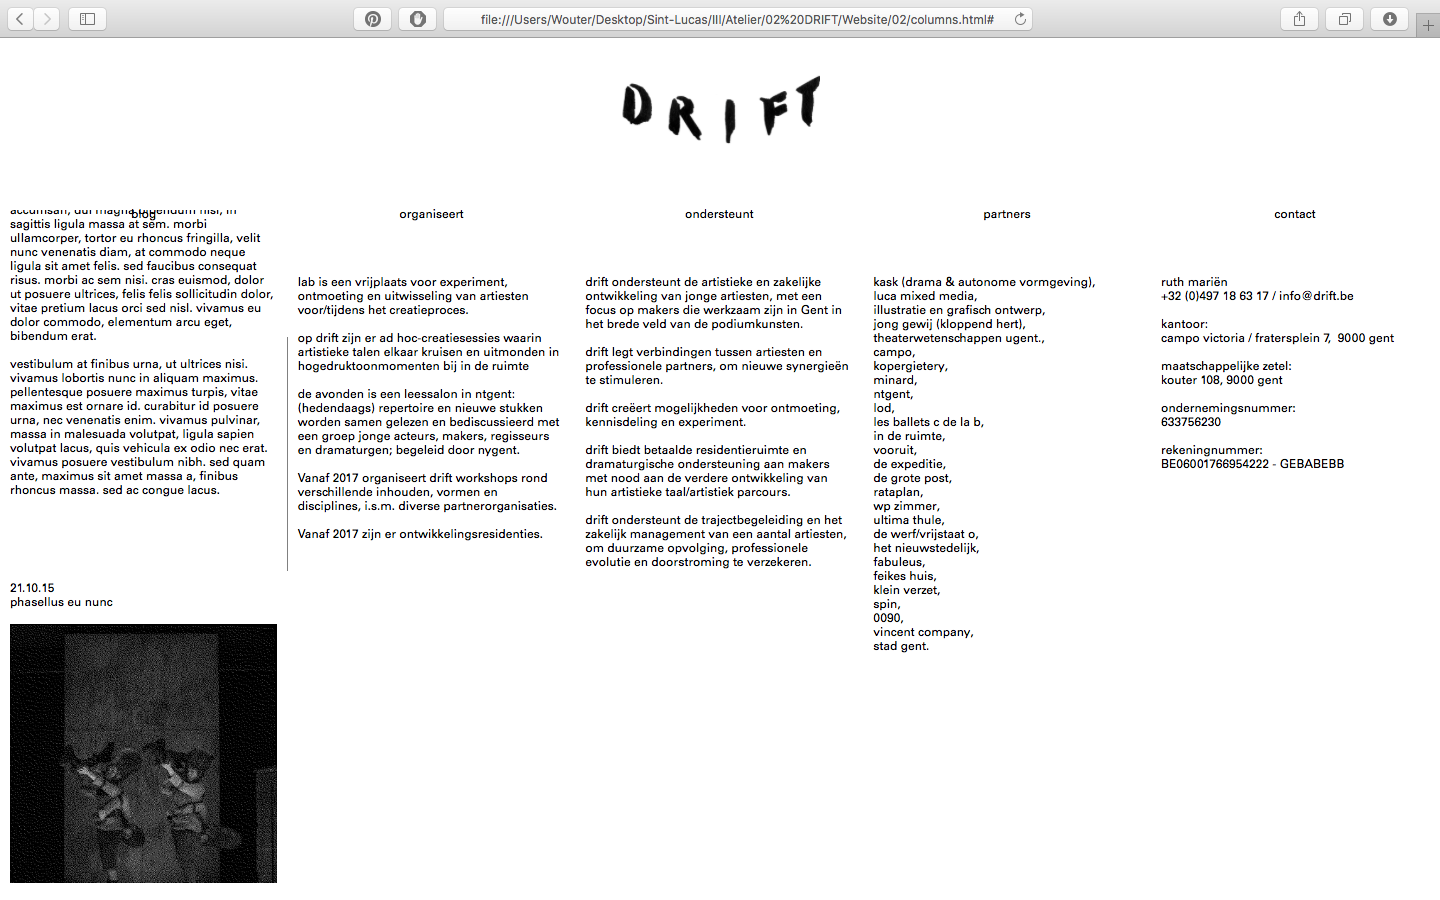 file:///Users/Wouter/Desktop/Sint-Lucas/III/Atelier/02%20DRIFT/Website/02/columns.html#
DRIFT
blog
organiseert
ondersteunt
partners
contact
accumsan, dui magna bibendum nisi, in
sagittis ligula massa at sem. morbi
ullamcorper, tortor eu rhoncus fringilla, velit
nunc venenatis diam, at commodo neque
ligula sit amet felis. sed faucibus consequat
risus. morbi ac sem nisi. cras euismod, dolor
ut posuere ultrices, felis felis sollicitudin dolor,
vitae pretium lacus orci sed nisl. vivamus eu
dolor commodo, elementum arcu eget,
bibendum erat.
vestibulum at finibus urna, ut ultrices nisi.
vivamus lobortis nunc in aliquam maximus.
pellentesque posuere maximus turpis, vitae
maximus est ornare id. curabitur id posuere
urna, nec venenatis enim. vivamus pulvinar,
massa in malesuada volutpat, ligula sapien
volutpat lacus, quis vehicula ex odio nec erat.
vivamus posuere vestibulum nibh. sed quam
ante, maximus sit amet massa a, finibus
rhoncus massa. sed ac congue lacus.
21.10.15
phasellus eu nunc
lab is een vrijplaats voor experiment,
ontmoeting en uitwisseling van artiesten
voor/tijdens het creatieproces.
op drift zijn er ad hoc-creatiesessies waarin
artistieke talen elkaar kruisen en uitmonden in
hogedruktoonmomenten bij in de ruimte
de avonden is een leessalon in ntgent:
(hedendaags) repertoire en nieuwe stukken
worden samen gelezen en bediscussieerd met
een groep jonge acteurs, makers, regisseurs
en dramaturgen; begeleid door nygent.
Vanaf 2017 organiseert drift workshops rond
verschillende inhouden, vormen en
disciplines, i.s.m. diverse partnerorganisaties.
Vanaf 2017 zijn er ontwikkelingsresidenties.
drift ondersteunt de artistieke en zakelijke
ontwikkeling van jonge artiesten, met een
focus op makers die werkzaam zijn in Gent in
het brede veld van de podiumkunsten.
drift legt verbindingen tussen artiesten en
professionele partners, om nieuwe synergieën
te stimuleren.
drift creëert mogelijkheden voor ontmoeting,
kennisdeling en experiment.
drift biedt betaalde residentieruimte en
dramaturgische ondersteuning aan makers
met nood aan de verdere ontwikkeling van
hun artistieke taal/artistiek parcours.
drift ondersteunt de trajectbegeleiding en het
zakelijk management van een aantal artiesten,
om duurzame opvolging, professionele
evolutie en doorstroming te verzekeren.
kask (drama & autonome vormgeving),
luca mixed media,
illustratie en grafisch ontwerp,
jong gewij (kloppend hert),
theaterwetenschappen ugent.,
campo,
kopergietery,
minard,
ntgent,
lod,
les ballets c de la b,
in de ruimte,
vooruit,
de expeditie,
de grote post,
rataplan,
wp zimmer,
ultima thule,
de werf/vrijstaat o,
het nieuwstedelijk,
fabuleus,
feikes huis,
klein verzet,
spin,
0090,
vincent company,
stad gent.
ruth mariën
+32 (0)497 18 63 17 / info@drift.be
kantoor:
campo victoria / fratersplein 7, 9000 gent
maatschappelijke zetel:
kouter 108, 9000 gent
ondernemingsnummer:
633756230
rekeningnummer:
BE06001766954222 - GEBABEBB